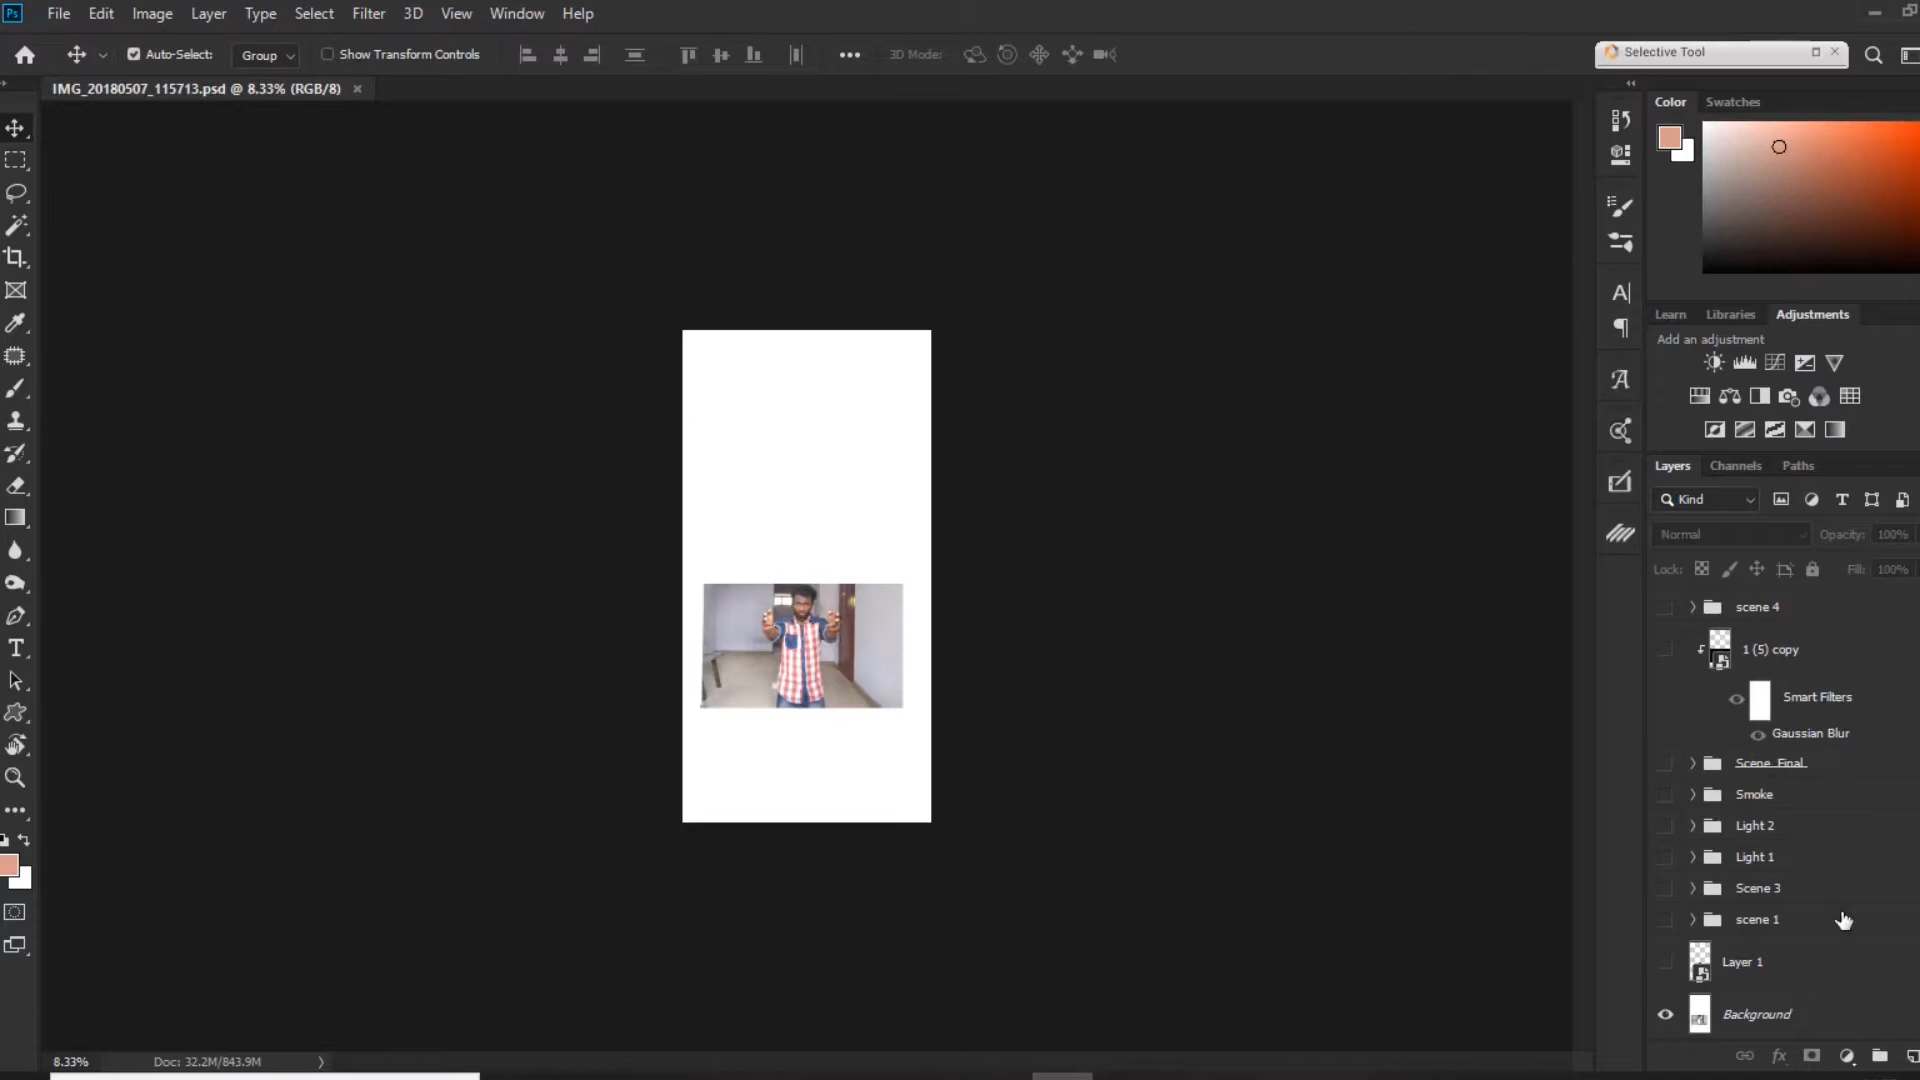 Ps File Edit Image Layer Type Select Filter 3D View Window Help
Auto-Select: Group Show Transform Controls 3D Mode: Selective Tool
IMG_20180507_115713.psd @ 8.33% (RGB/8)
Color Swatches
Learn Libraries Adjustments
Add an adjustment
Layers Channels Paths
Kind
Normal Opacity: 100%
Lock: Fill: 100%
scene 4
1 (5) copy
Smart Filters
Gaussian Blur
Scene_Final_
Smoke
Light 2
Light 1
Scene 3
scene 1
Layer 1
Background
8.33% Doc: 32.2M/843.9M